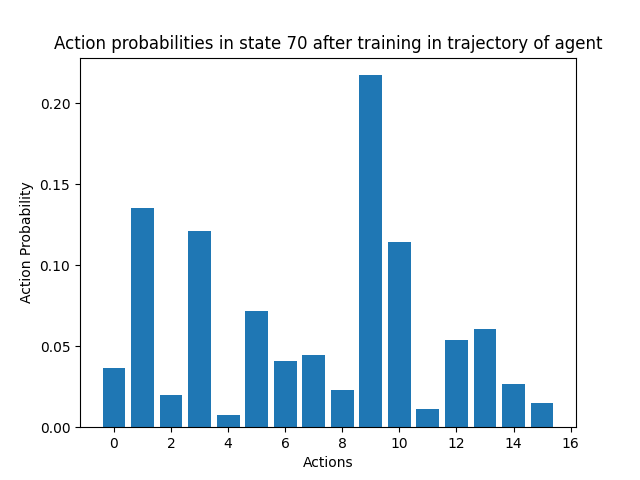 Action probabilities in state 70 after training in trajectory of agent
0.20
0.15
0.10
0.05
0.00
Action Probability
0 2 4 6 8 10 12 14 16
Actions